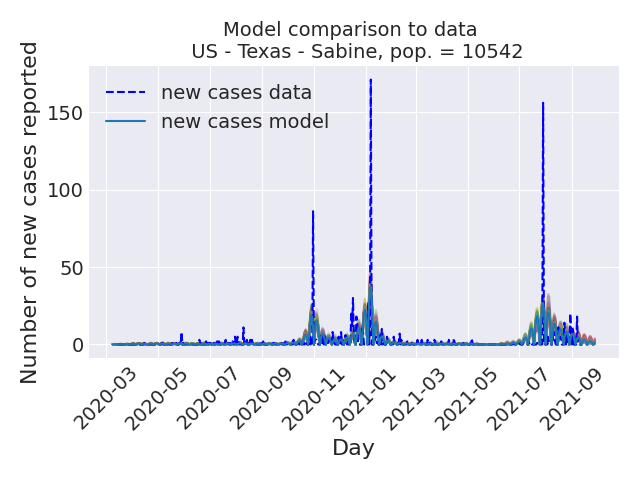 Model comparison to data
US - Texas - Sabine, pop. = 10542
Number of new cases reported
150
100
50
0
new cases data
new cases model
2020-03
2020-05
2020-07
2020-09
2020-11
2021-01
2021-03
2021-05
2021-07
2021-09
Day